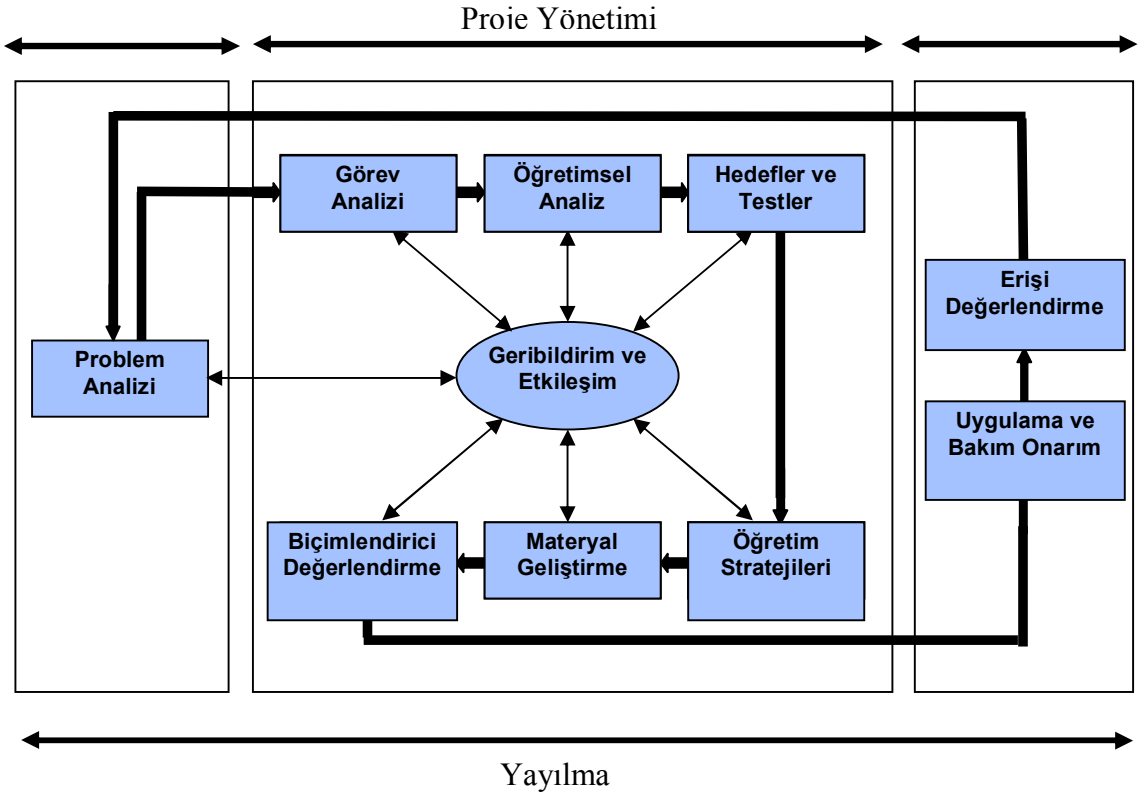 Proje Yönetimi
Görev
Analizi
Öğretimsel
Analiz
Hedefler ve
Testler
Problem
Analizi
Geribildirim ve
Etkileşim
Erişi
Değerlendirme
Uygulama ve
Bakım Onarım
Biçimlendirici
Değerlendirme
Materyal
Geliştirme
Öğretim
Stratejileri
Yayılma